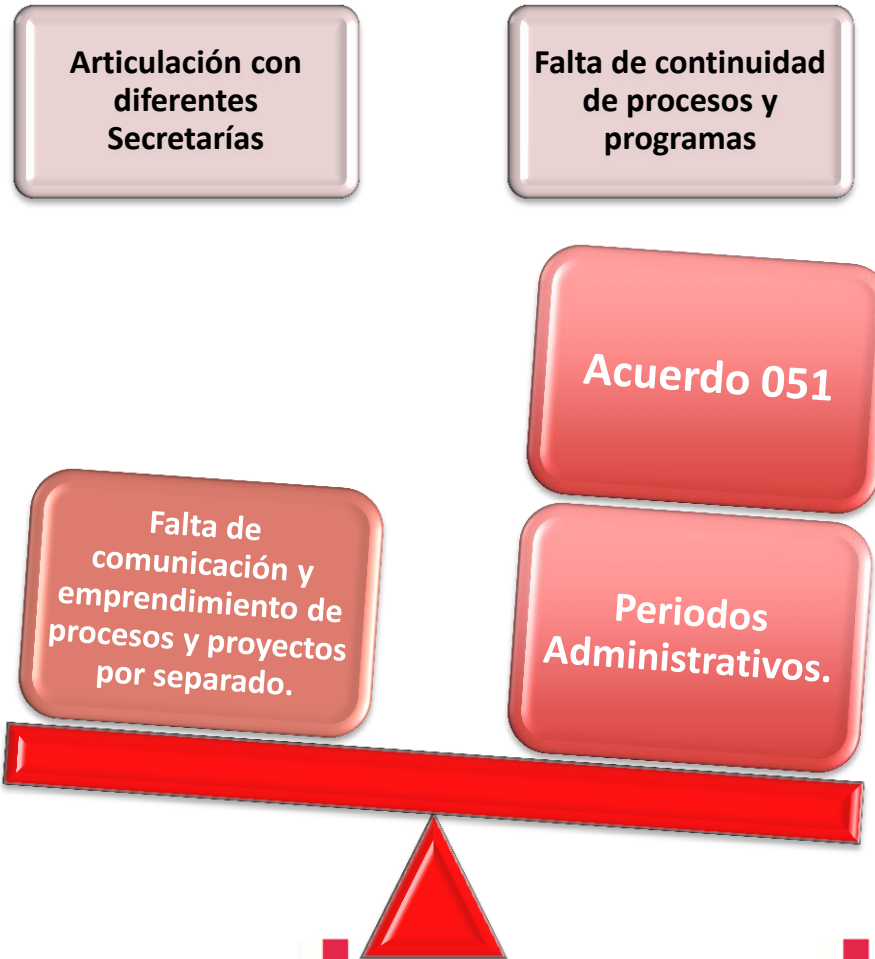 Articulación con
diferentes
Secretarías
Falta de continuidad
de procesos y
programas
Acuerdo 051
Falta de
comunicación y
emprendimiento de
procesos y proyectos
por separado.
Periodos
Administrativos.